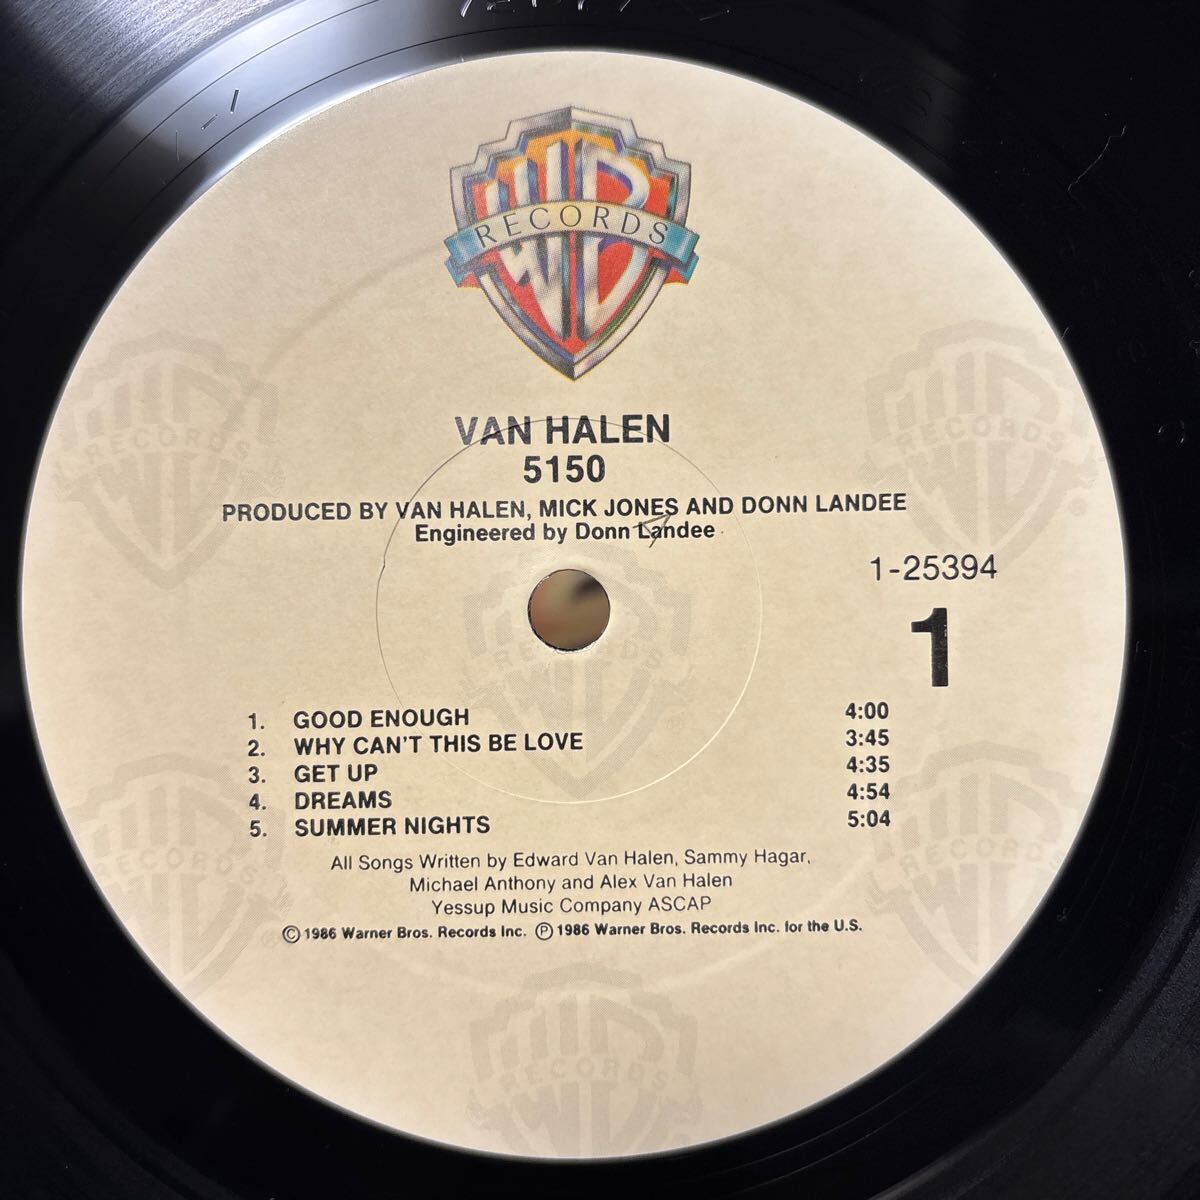 RECORDS
VAN HALEN
5150
PRODUCED BY VAN HALEN, MICK JONES AND DONN LANDEE
Engineered by Donn Landee
1-25394
1
1. GOOD ENOUGH 4:00
2. WHY CAN'T THIS BE LOVE 3:45
3. GET UP 4:35
4. DREAMS 4:54
5. SUMMER NIGHTS 5:04
All Songs Written by Edward Van Halen, Sammy Hagar,
Michael Anthony and Alex Van Halen
Yessup Music Company ASCAP
© 1986 Warner Bros. Records Inc. ℗ 1986 Warner Bros. Records Inc. for the U.S.